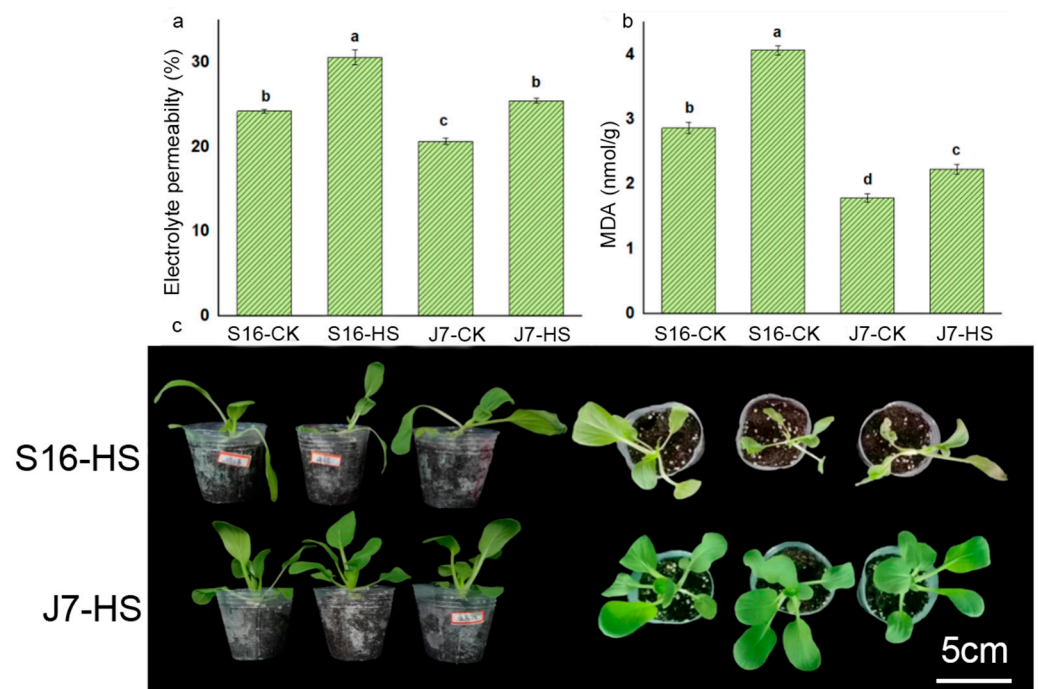 a
Electrolyte permeabilty (%)
30
20
10
0
b
a
c
b
S16-CK
S16-HS
J7-CK
J7-HS
b
MDA (nmol/g)
4
3
2
1
0
b
a
d
c
S16-CK
S16-CK
J7-CK
J7-HS
c
S16-HS
J7-HS
5cm